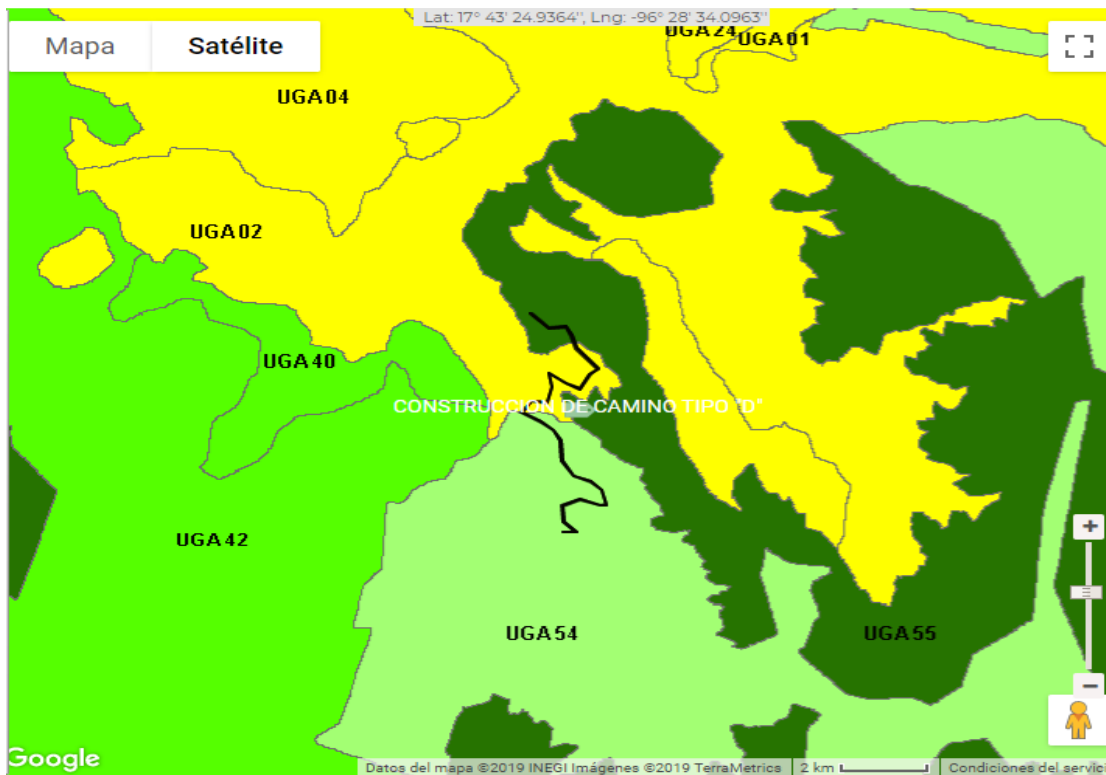 Lat: 17° 43' 24.9364", Lng: -96° 28' 34.0963"
Mapa
Satélite
UGA24
UGA01
UGA04
UGA02
UGA40
CONSTRUCCION DE CAMINO TIPO "D"
UGA42
UGA54
UGA55
+
−
Google
Datos del mapa ©2019 INEGI Imágenes ©2019 TerraMetrics
2 km
Condiciones del servici